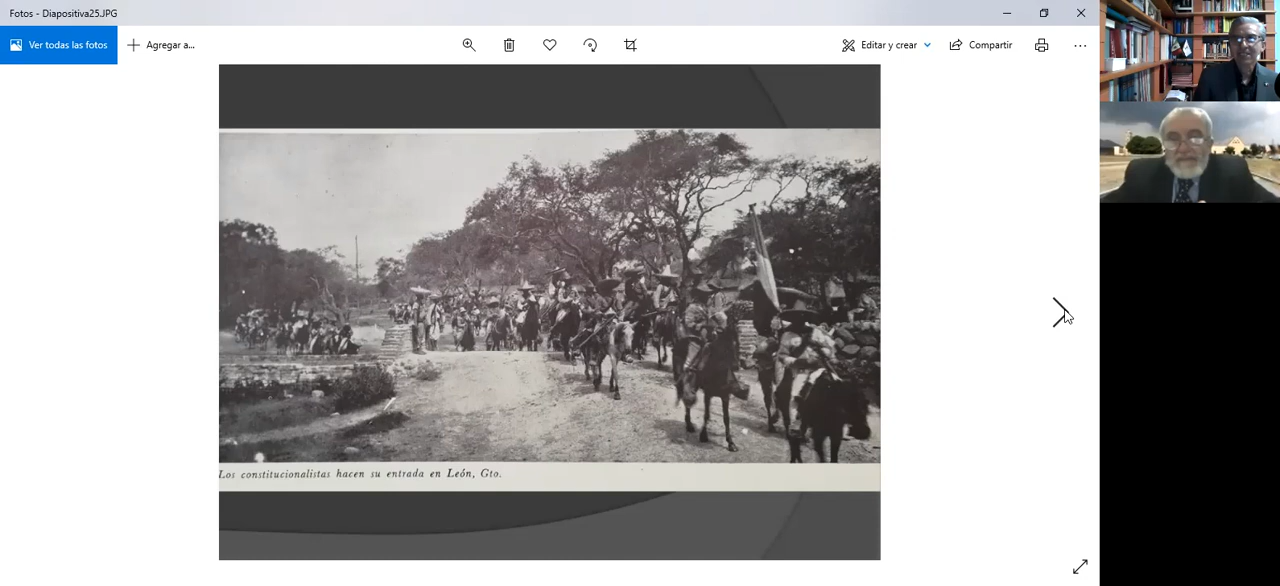 Fotos - Diapositiva25.JPG
Ver todas las fotos
Agregar a...
Editar y crear
Compartir
Los constitucionalistas hacen su entrada en León, Gto.